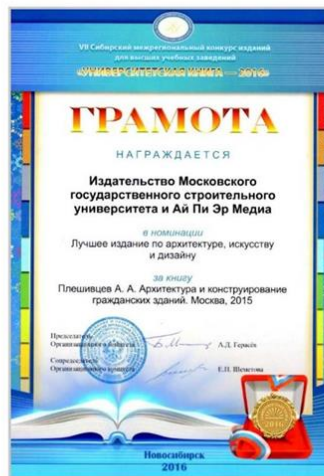 VII Сибирский межрегиональный конкурс изданий
для высших учебных заведений
«УНИВЕРСИТЕТСКАЯ КНИГА — 2016»
ГРАМОТА
НАГРАЖДАЕТСЯ
Издательство Московского
государственного строительного
университета и Ай Пи Эр Медиа
в номинации
Лучшее издание по архитектуре, искусству
и дизайну
за книгу
Плешивцев А. А. Архитектура и конструирование
гражданских зданий. Москва, 2015
Председатель
Организационного комитета
А.Д. Герасёв
Сопредседатель
Организационного комитета
Е.П. Шеметова
2016
Новосибирск
2016